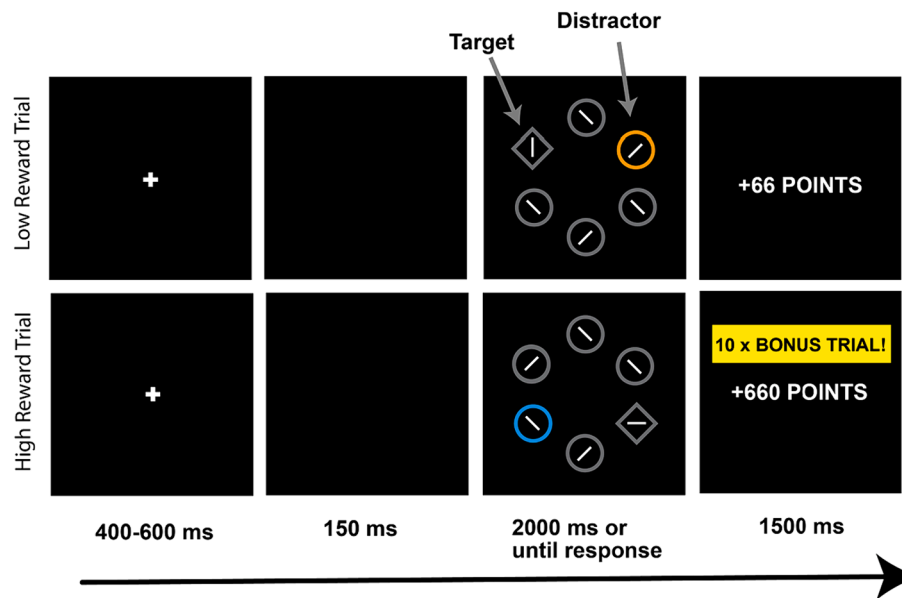 Target
Distractor
Low Reward Trial
+66 POINTS
High Reward Trial
10 x BONUS TRIAL!
+660 POINTS
400-600 ms
150 ms
2000 ms or
until response
1500 ms